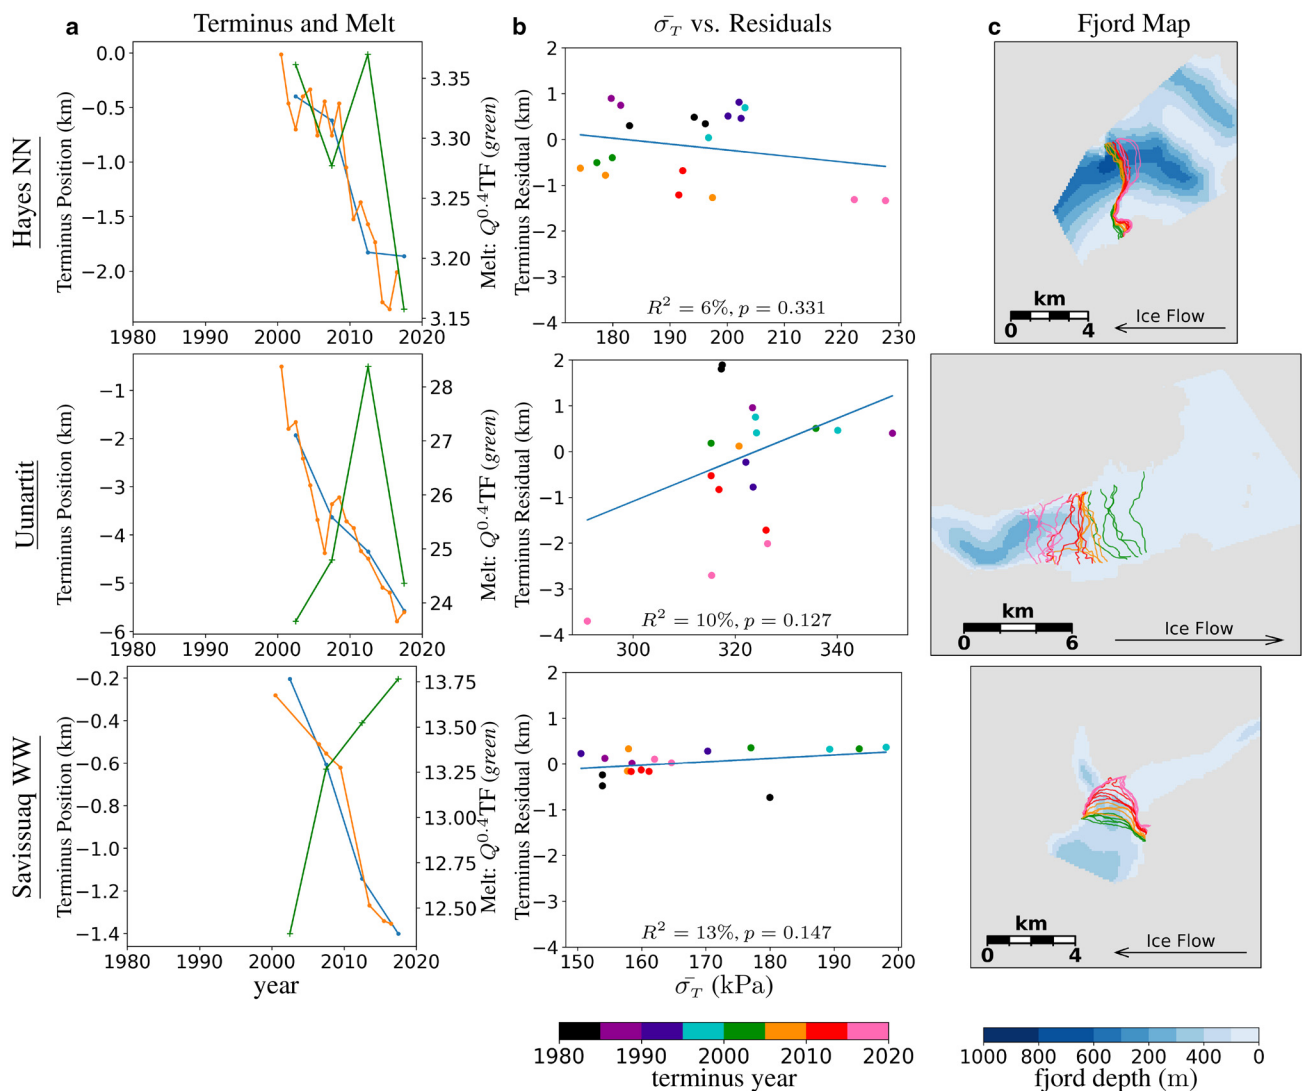 a Terminus and Melt
b σ̄_T vs. Residuals
c Fjord Map
Hayes NN
Terminus Position (km)
0.0
−0.5
−1.0
−1.5
−2.0
1980 1990 2000 2010 2020
3.35
3.30
3.25
3.20
3.15
Melt: Q^0.4TF (green)
Terminus Residual (km)
2
1
0
−1
−2
−3
−4
R² = 6%, p = 0.331
180 190 200 210 220 230
km
0 4
Ice Flow
Uunartit
Terminus Position (km)
−1
−2
−3
−4
−5
−6
1980 1990 2000 2010 2020
28
27
26
25
24
Melt: Q^0.4TF (green)
Terminus Residual (km)
2
1
0
−1
−2
−3
−4
R² = 10%, p = 0.127
300 320 340
km
0 6
Ice Flow
Savissuaq WW
Terminus Position (km)
−0.2
−0.4
−0.6
−0.8
−1.0
−1.2
−1.4
1980 1990 2000 2010 2020
year
13.75
13.50
13.25
13.00
12.75
12.50
Melt: Q^0.4TF (green)
Terminus Residual (km)
2
1
0
−1
−2
−3
−4
R² = 13%, p = 0.147
150 160 170 180 190 200
σ̄_T (kPa)
km
0 4
Ice Flow
1980 1990 2000 2010 2020
terminus year
1000 800 600 200 400 0
fjord depth (m)